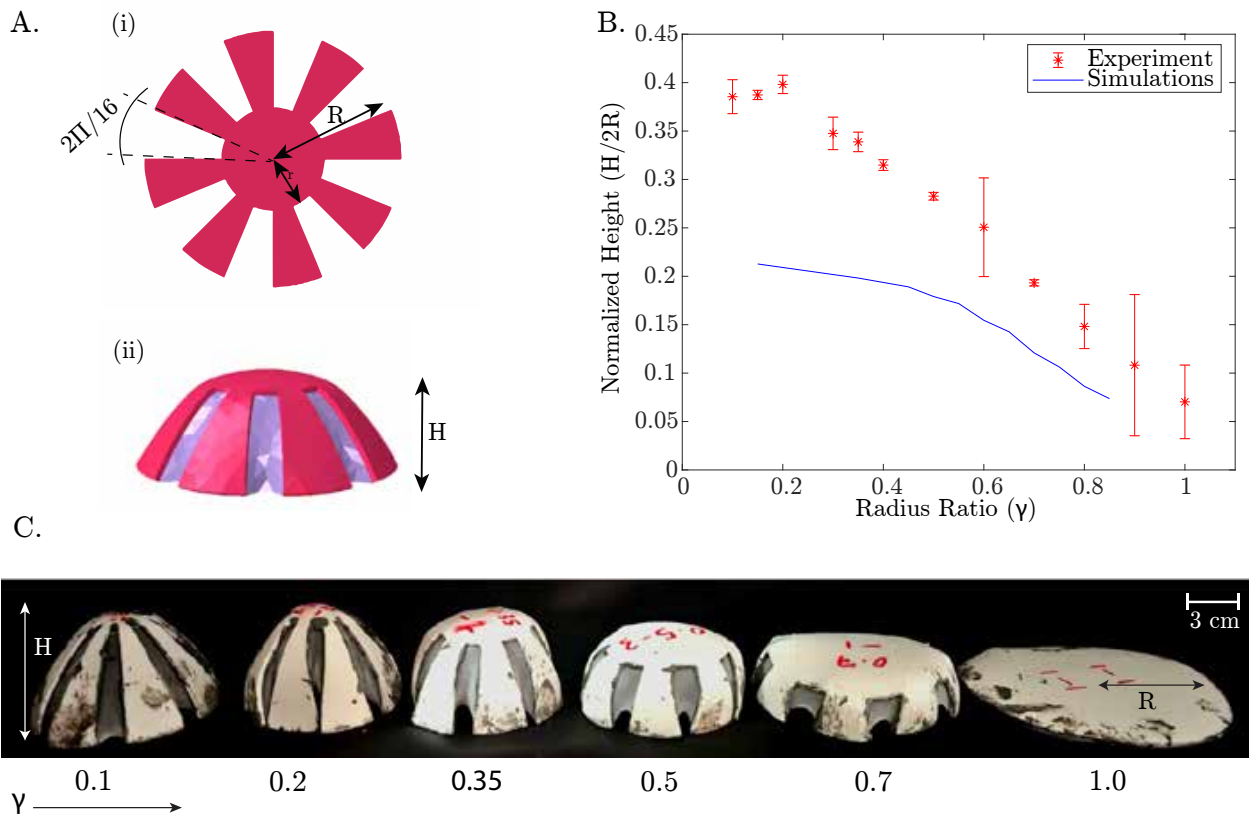 A.
(i)
2Π/16
R
r
(ii)
H
B.
Normalized Height (H/2R)
0.45
0.4
0.35
0.3
0.25
0.2
0.15
0.1
0.05
0
0 0.2 0.4 0.6 0.8 1
Radius Ratio (γ)
Experiment
Simulations
C.
H
3 cm
R
0.1 0.2 0.35 0.5 0.7 1.0
γ